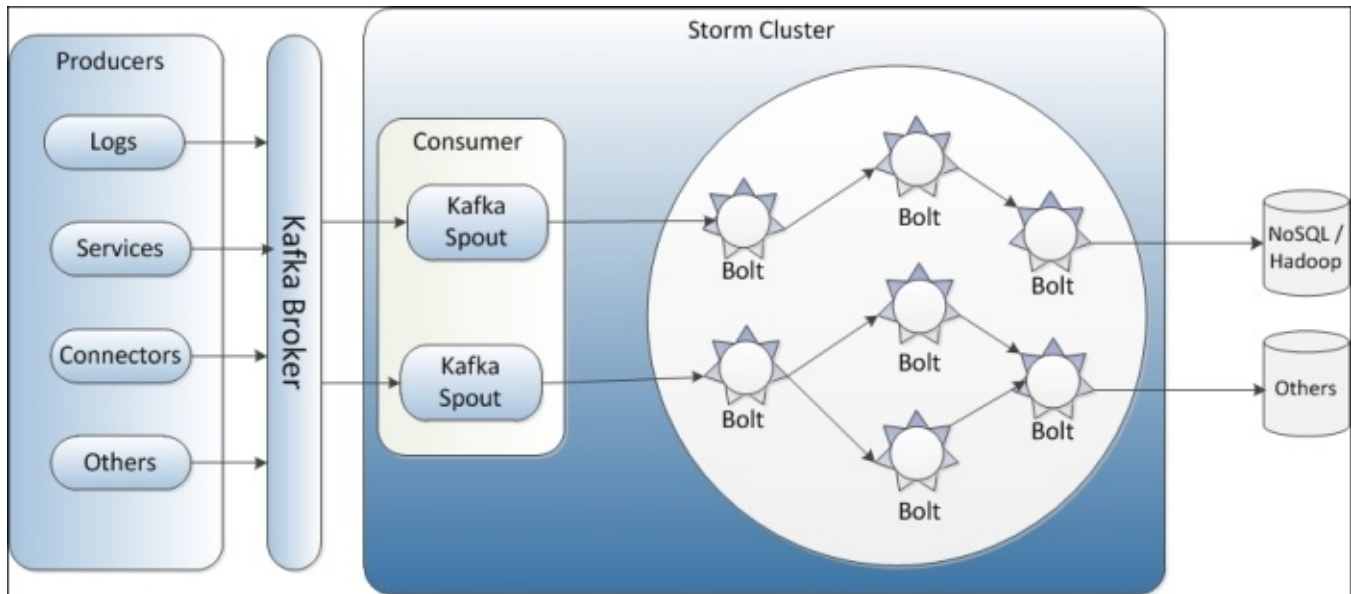 Storm Cluster
Producers
Logs
Services
Connectors
Others
Kafka Broker
Consumer
Kafka
Spout
Kafka
Spout
Bolt
Bolt
Bolt
Bolt
Bolt
Bolt
Bolt
NoSQL /
Hadoop
Others